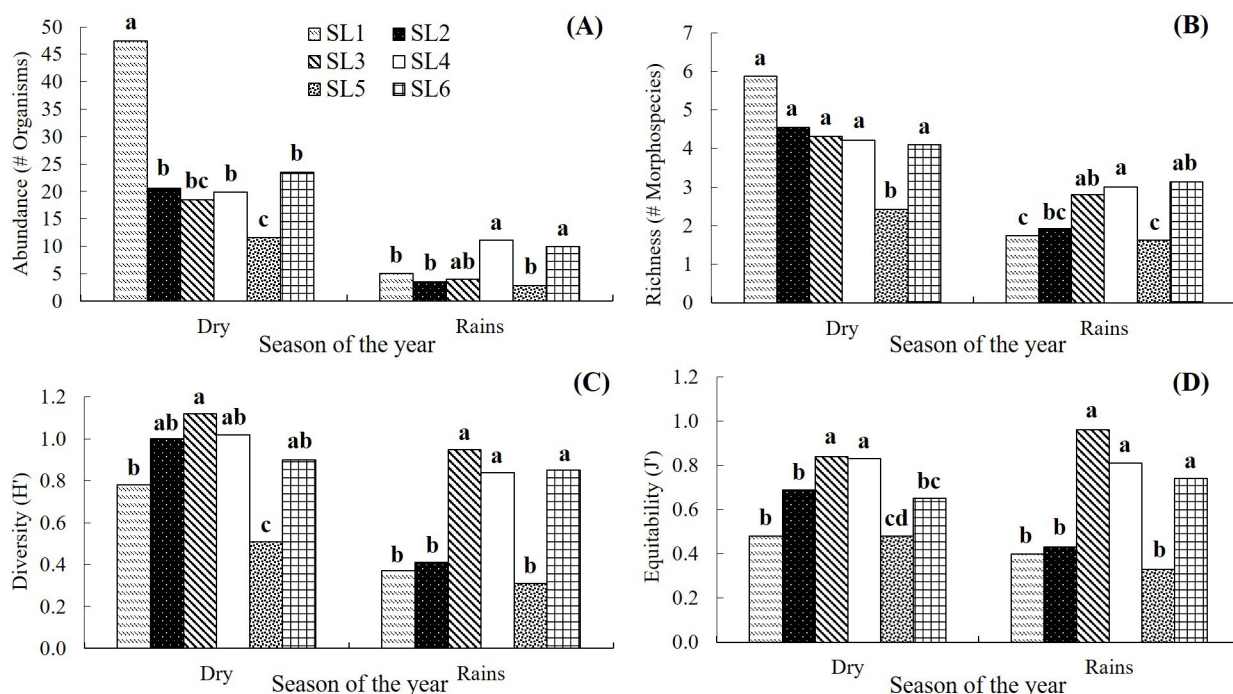 (A)
Abundance (# Organisms)
50
45
40
35
30
25
20
15
10
5
0
SL1 SL2
SL3 SL4
SL5 SL6
a
b
bc
b
c
b
b
b
ab
a
b
a
Dry Rains
Season of the year
(B)
Richness (# Morphospecies)
7
6
5
4
3
2
1
0
a
a
a
a
b
a
c
bc
ab
a
c
ab
Dry Rains
Season of the year
(C)
Diversity (H')
1.2
1.0
0.8
0.6
0.4
0.2
0.0
b
ab
a
ab
c
ab
b
b
a
a
b
a
Dry Rains
Season of the year
(D)
Equitability (J')
1.2
1.0
0.8
0.6
0.4
0.2
0.0
b
b
a
a
cd
bc
b
b
a
a
b
a
Dry Rains
Season of the year